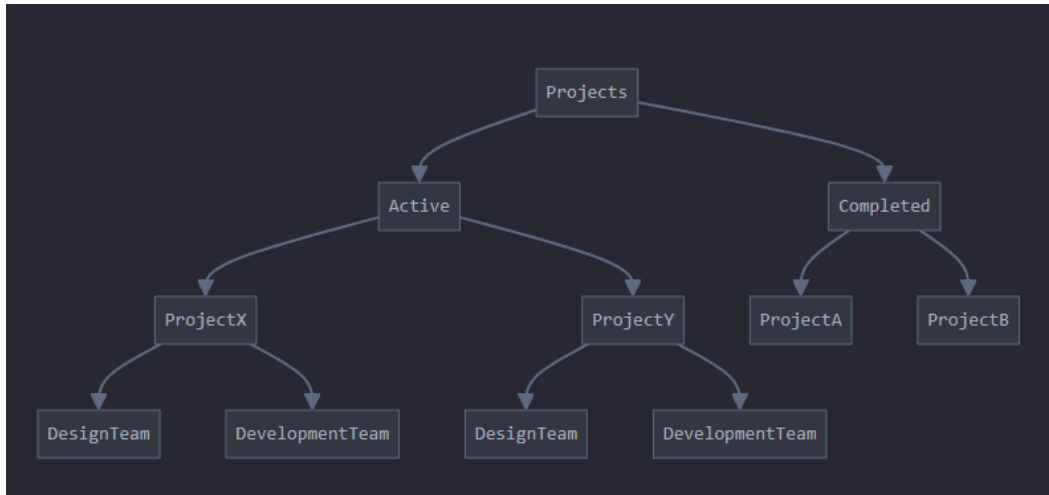 Projects
Active
Completed
ProjectX
ProjectY
ProjectA
ProjectB
DesignTeam
DevelopmentTeam
DesignTeam
DevelopmentTeam